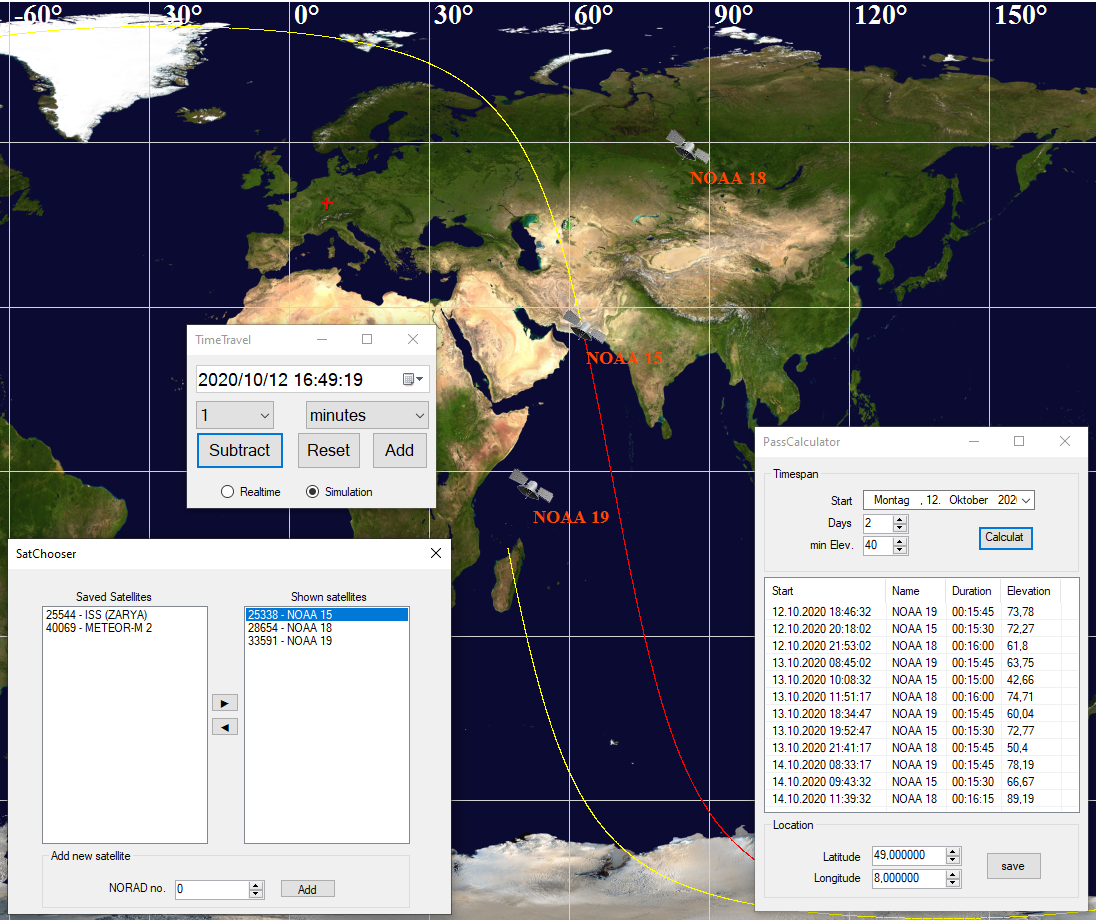 -60° -30° 0° 30° 60° 90° 120° 150°
NOAA 18
NOAA 15
NOAA 19
TimeTravel
2020/10/12 16:49:19
1 minutes
Subtract Reset Add
Realtime Simulation
SatChooser
Saved Satellites Shown satellites
25544 - ISS (ZARYA) 25338 - NOAA 15
40069 - METEOR-M 2 28654 - NOAA 18
33591 - NOAA 19
Add new satellite
NORAD no. 0 Add
PassCalculator
Timespan
Start Montag , 12. Oktober 202
Days 2
min Elev. 40
Calculat
Start Name Duration Elevation
12.10.2020 18:46:32 NOAA 19 00:15:45 73,78
12.10.2020 20:18:02 NOAA 15 00:15:30 72,27
12.10.2020 21:53:02 NOAA 18 00:16:00 61,8
13.10.2020 08:45:02 NOAA 19 00:15:45 63,75
13.10.2020 10:08:32 NOAA 15 00:15:00 42,66
13.10.2020 11:51:17 NOAA 18 00:16:00 74,71
13.10.2020 18:34:47 NOAA 19 00:15:45 60,04
13.10.2020 19:52:47 NOAA 15 00:15:30 72,77
13.10.2020 21:41:17 NOAA 18 00:15:45 50,4
14.10.2020 08:33:17 NOAA 19 00:15:45 78,19
14.10.2020 09:43:32 NOAA 15 00:15:30 66,67
14.10.2020 11:39:32 NOAA 18 00:16:15 89,19
Location
Latitude 49,000000
Longitude 8,000000
save